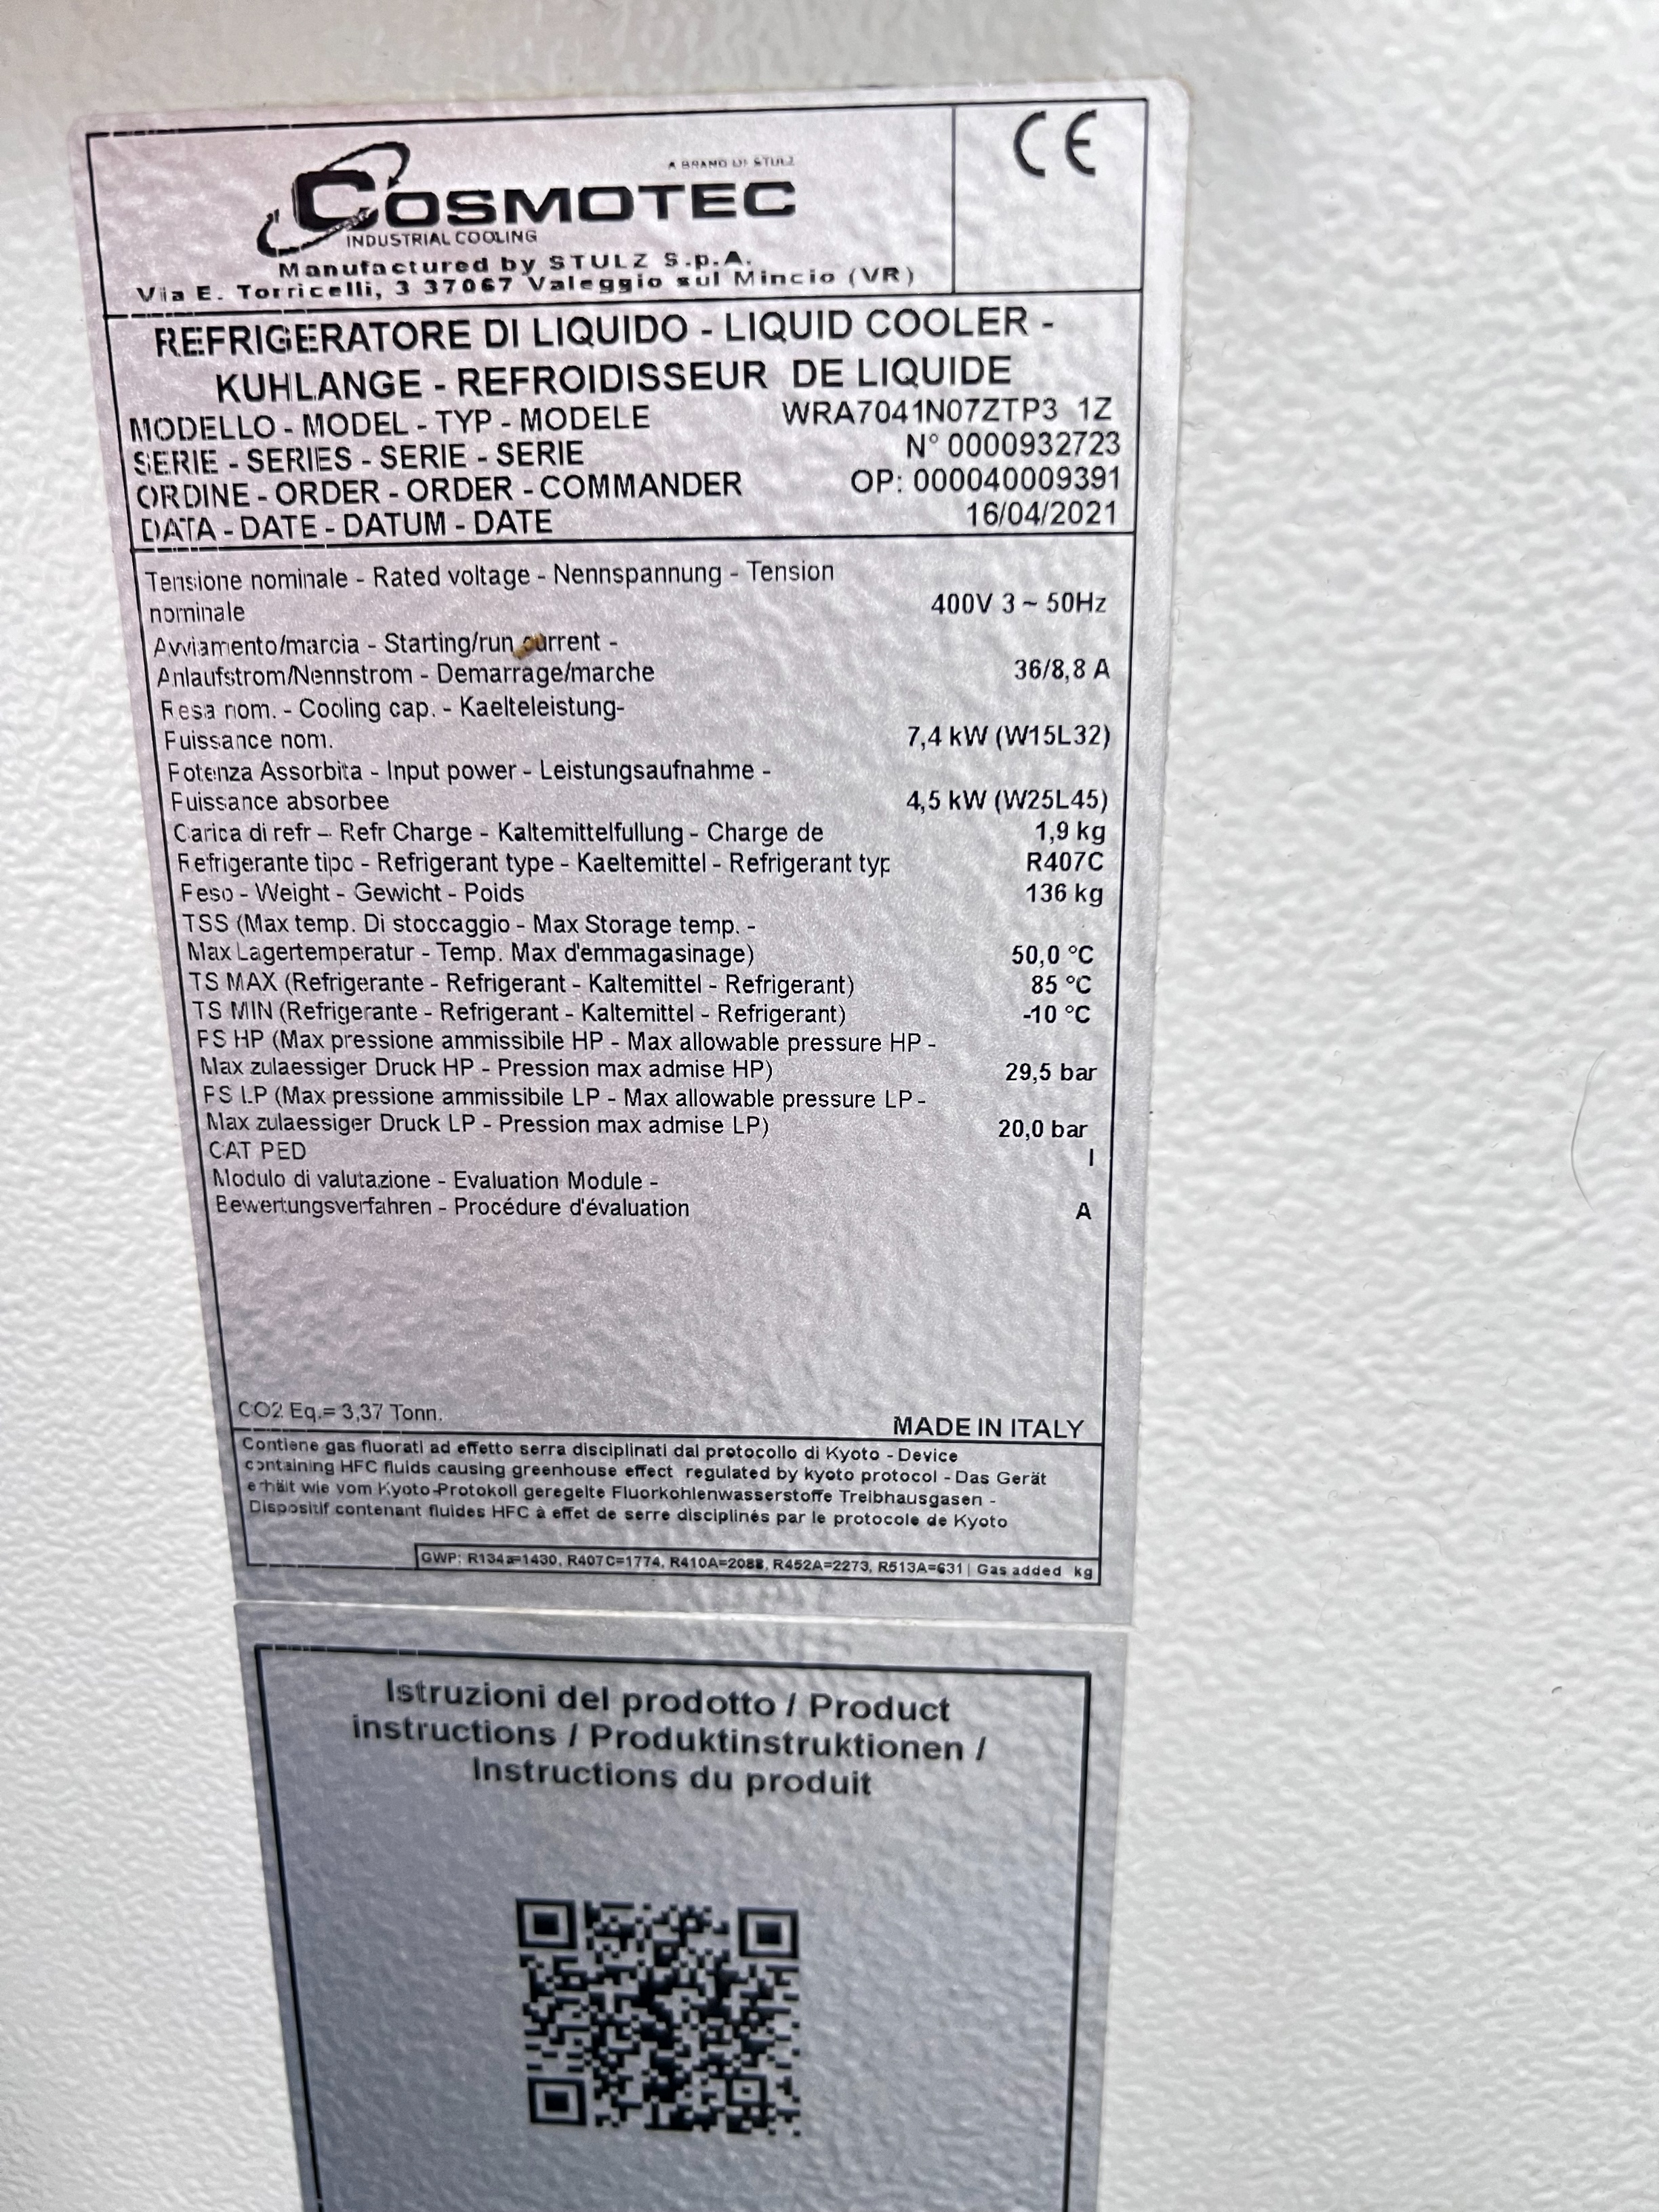 CE
A BRAND OF STULZ
COSMOTEC
INDUSTRIAL COOLING
Manufactured by STULZ S.p.A.
Via E. Torricelli, 3 37067 Valeggio sul Mincio (VR)
REFRIGERATORE DI LIQUIDO - LIQUID COOLER -
KUHLANGE - REFROIDISSEUR DE LIQUIDE
MODELLO - MODEL - TYP - MODELE WRA7041N07ZTP3 1Z
SERIE - SERIES - SERIE - SERIE N° 0000932723
ORDINE - ORDER - ORDER - COMMANDER OP: 000040009391
DATA - DATE - DATUM - DATE 16/04/2021
Tensione nominale - Rated voltage - Nennspannung - Tension
nominale 400V 3 ~ 50Hz
Avviamento/marcia - Starting/run current -
Anlaufstrom/Nennstrom - Demarrage/marche 36/8,8 A
Resa nom. - Cooling cap. - Kaelteleistung-
Puissance nom. 7,4 kW (W15L32)
Potenza Assorbita - Input power - Leistungsaufnahme -
Puissance absorbee 4,5 kW (W25L45)
Carica di refr – Refr Charge - Kaltemittelfullung - Charge de 1,9 kg
Refrigerante tipo - Refrigerant type - Kaeltemittel - Refrigerant typ R407C
Peso - Weight - Gewicht - Poids 136 kg
TSS (Max temp. Di stoccaggio - Max Storage temp. -
Max Lagertemperatur - Temp. Max d'emmagasinage) 50,0 °C
TS MAX (Refrigerante - Refrigerant - Kaltemittel - Refrigerant) 85 °C
TS MIN (Refrigerante - Refrigerant - Kaltemittel - Refrigerant) -10 °C
PS HP (Max pressione ammissibile HP - Max allowable pressure HP -
Max zulaessiger Druck HP - Pression max admise HP) 29,5 bar
PS LP (Max pressione ammissibile LP - Max allowable pressure LP -
Max zulaessiger Druck LP - Pression max admise LP) 20,0 bar
CAT PED I
Modulo di valutazione - Evaluation Module -
Bewertungsverfahren - Procédure d'évaluation A
CO2 Eq.= 3,37 Tonn. MADE IN ITALY
Contiene gas fluorati ad effetto serra disciplinati dal protocollo di Kyoto - Device
containing HFC fluids causing greenhouse effect regulated by kyoto protocol - Das Gerät
erhält wie vom Kyoto-Protokoll geregelte Fluorkohlenwasserstoffe Treibhausgasen -
Dispositif contenant fluides HFC à effet de serre disciplinés par le protocole de Kyoto
GWP: R134a=1430, R407C=1774, R410A=2088, R452A=2273, R513A=631 | Gas added kg
Istruzioni del prodotto / Product
instructions / Produktinstruktionen /
Instructions du produit